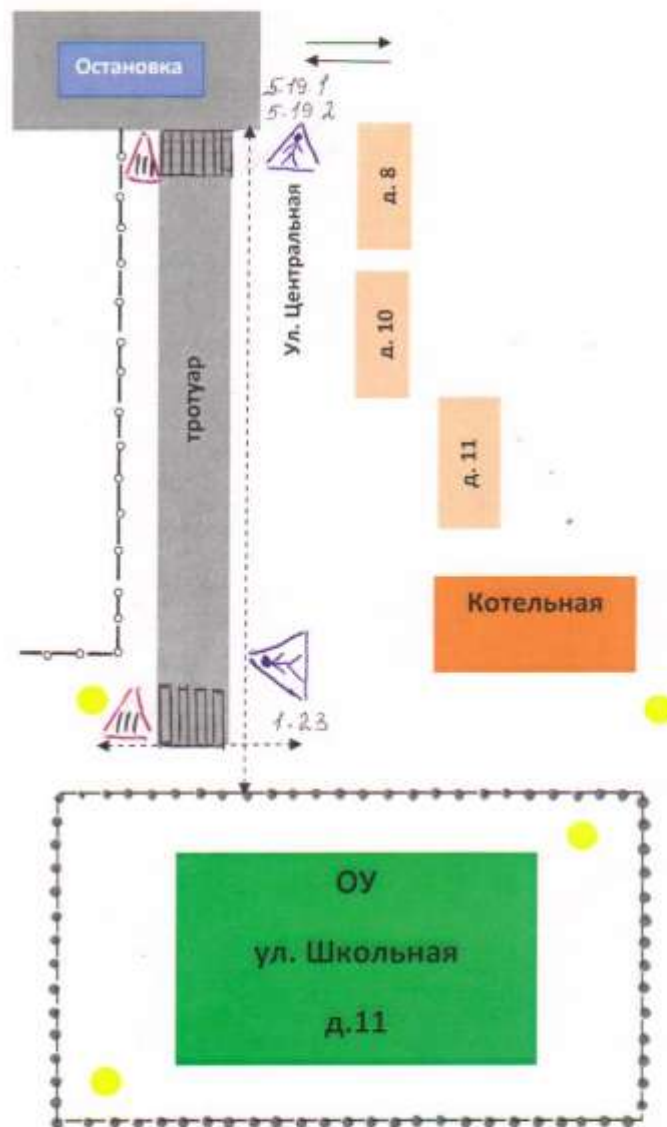 Остановка
5.19.1
5.19.2
д. 8
Ул. Центральная
д. 10
тротуар
д. 11
Котельная
1.23
ОУ
ул. Школьная
д.11